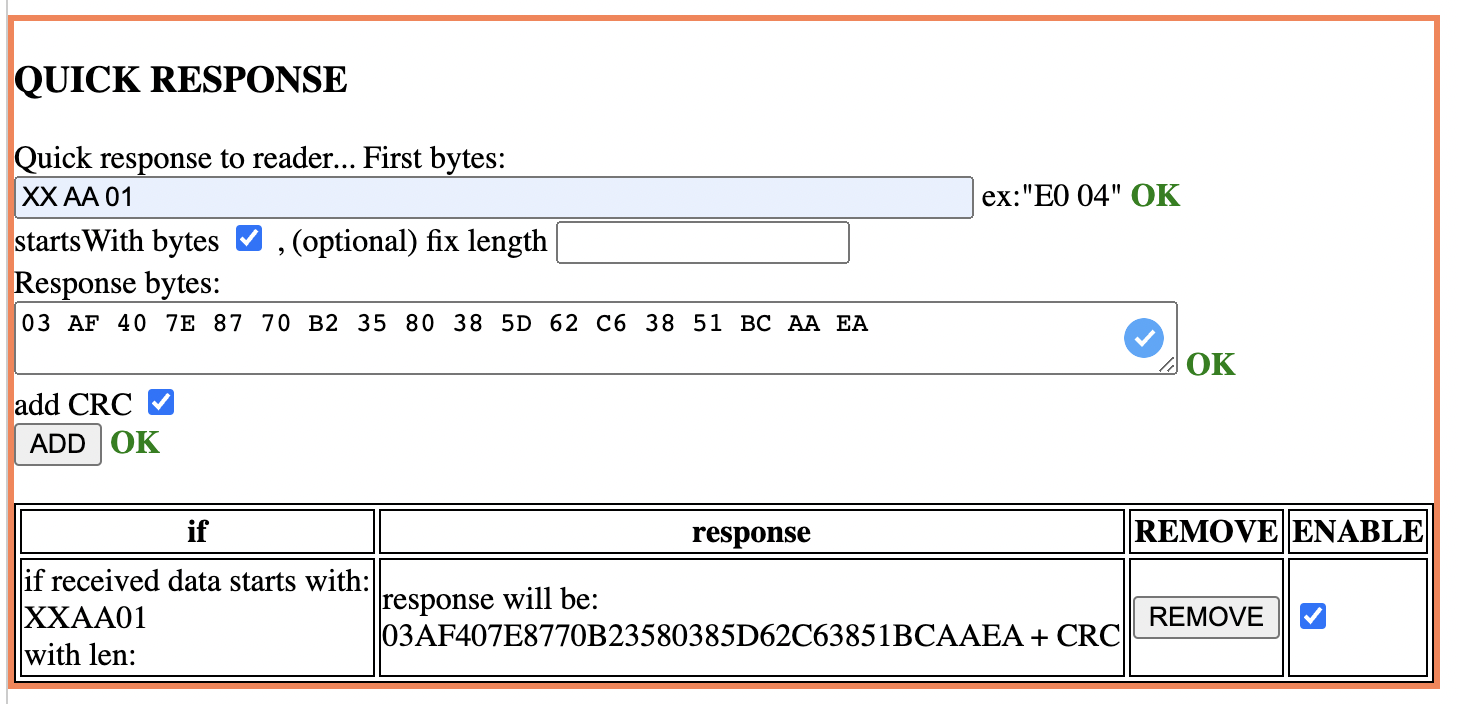 QUICK RESPONSE
Quick response to reader... First bytes:
XX AA 01 ex:"E0 04" OK
startsWith bytes , (optional) fix length
Response bytes:
03 AF 40 7E 87 70 B2 35 80 38 5D 62 C6 38 51 BC AA EA
OK
add CRC
ADD OK
if response REMOVE ENABLE
if received data starts with:
XXAA01
with len:
response will be:
03AF407E8770B23580385D62C63851BCAAEA + CRC
REMOVE